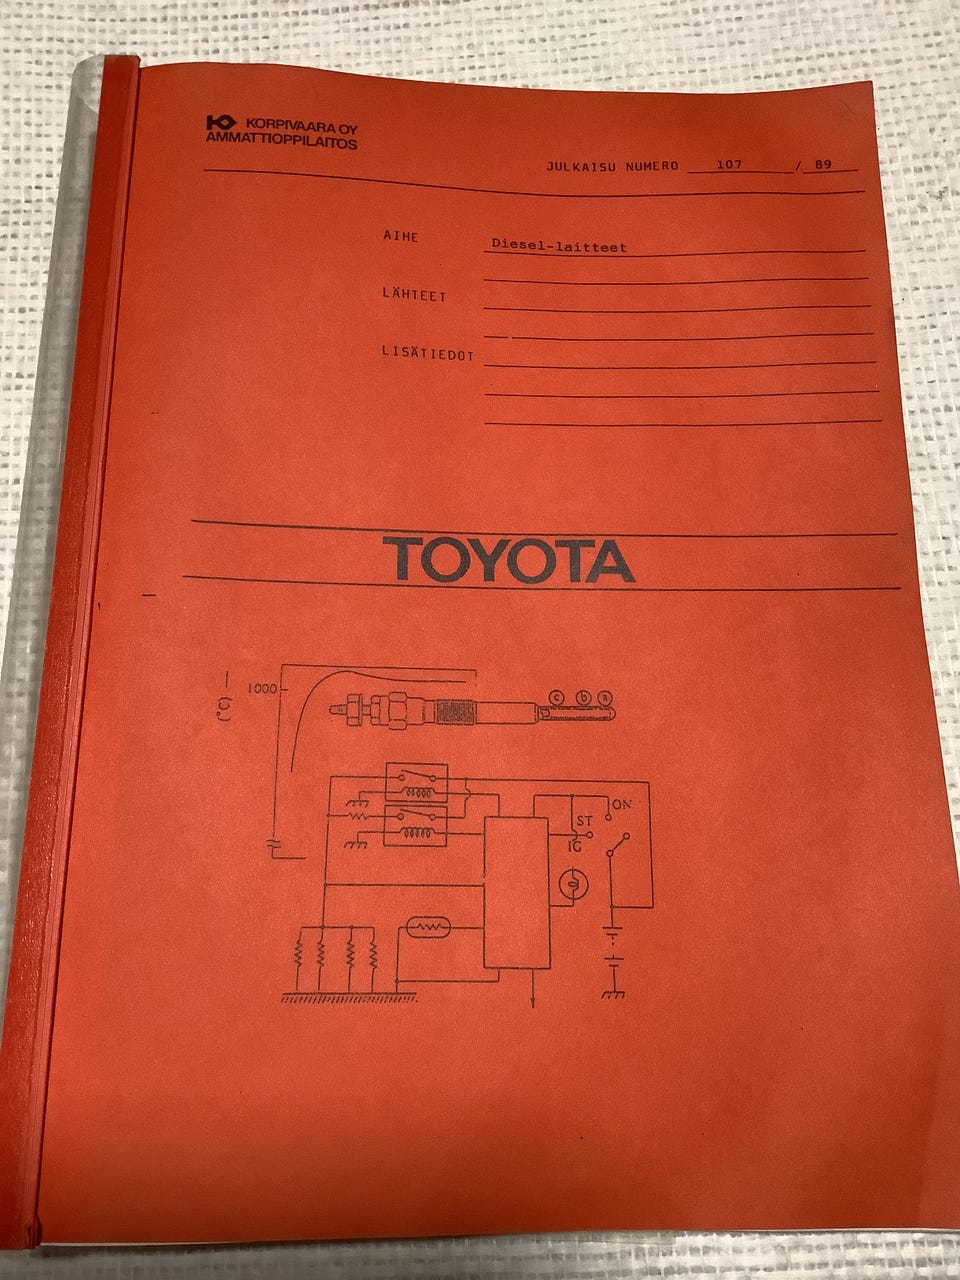 KORPIVAARA OY
AMMATTIOPPILAITOS
JULKAISU NUMERO 107 / 89
AIHE Diesel-laitteet
LÄHTEET
LISÄTIEDOT
TOYOTA
(°C)
1000
c b a
ON
ST
IG